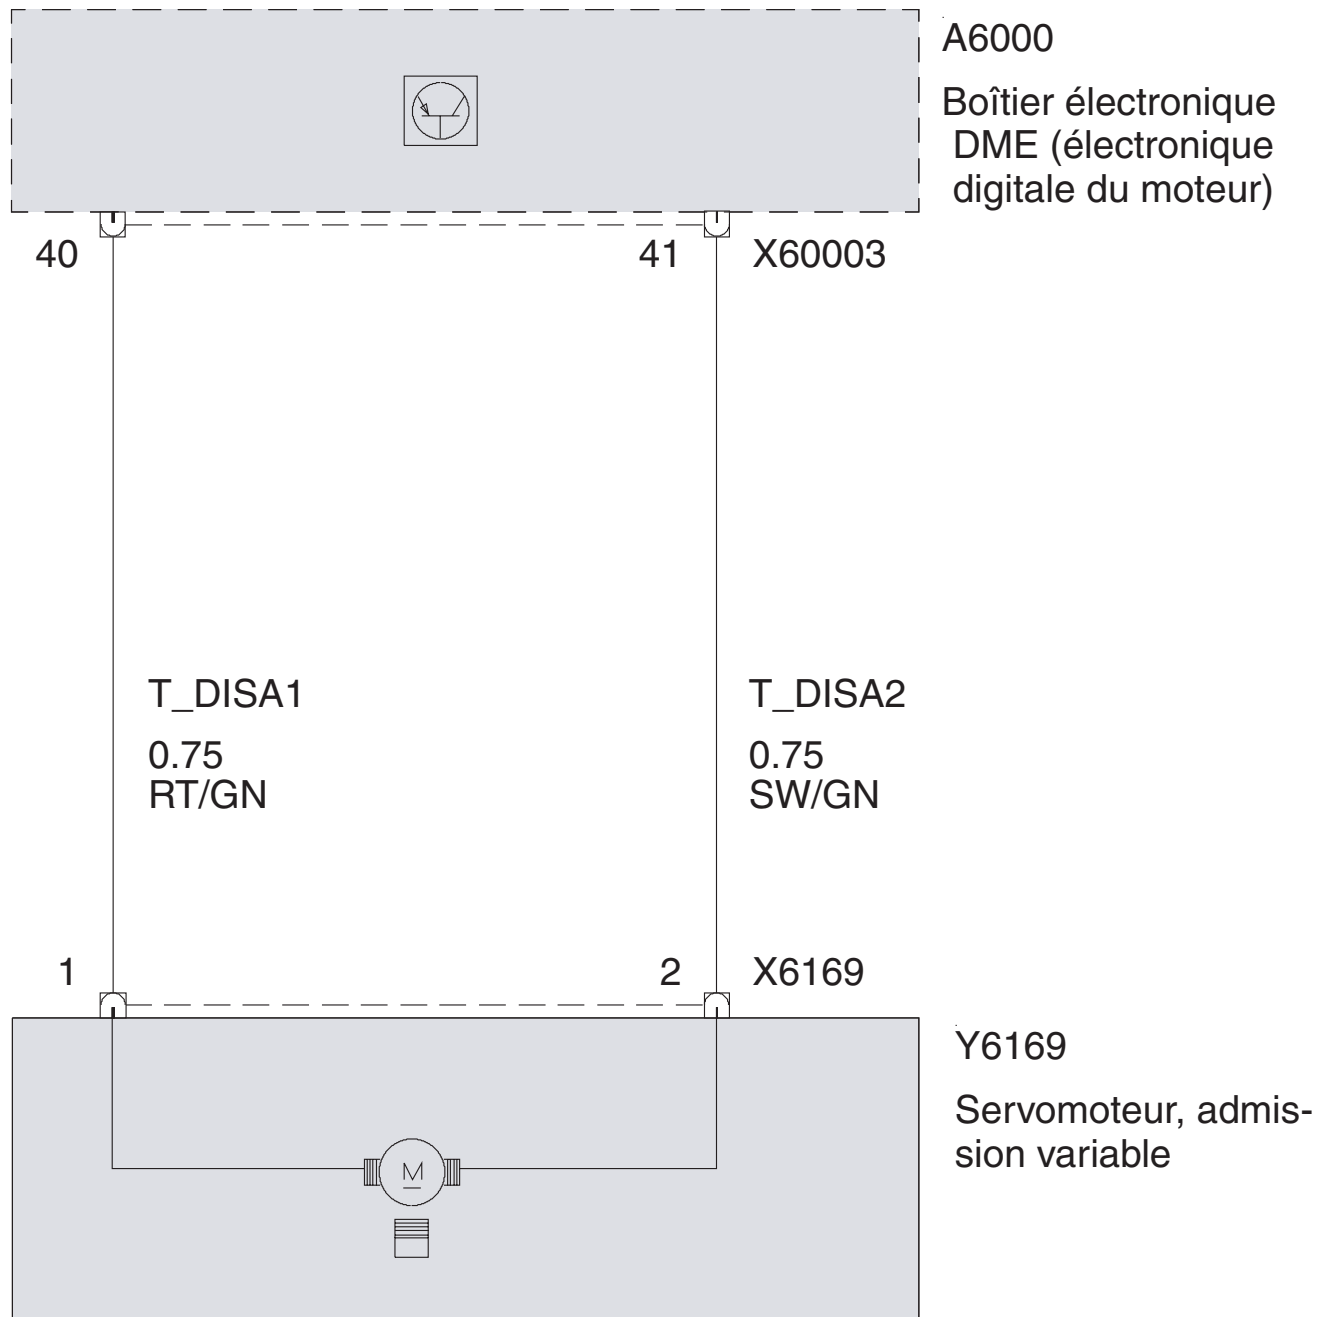 A6000
Boîtier électronique
DME (électronique
digitale du moteur)
40
41
X60003
T_DISA1
0.75
RT/GN
T_DISA2
0.75
SW/GN
1
2
X6169
Y6169
Servomoteur, admis-
sion variable
M